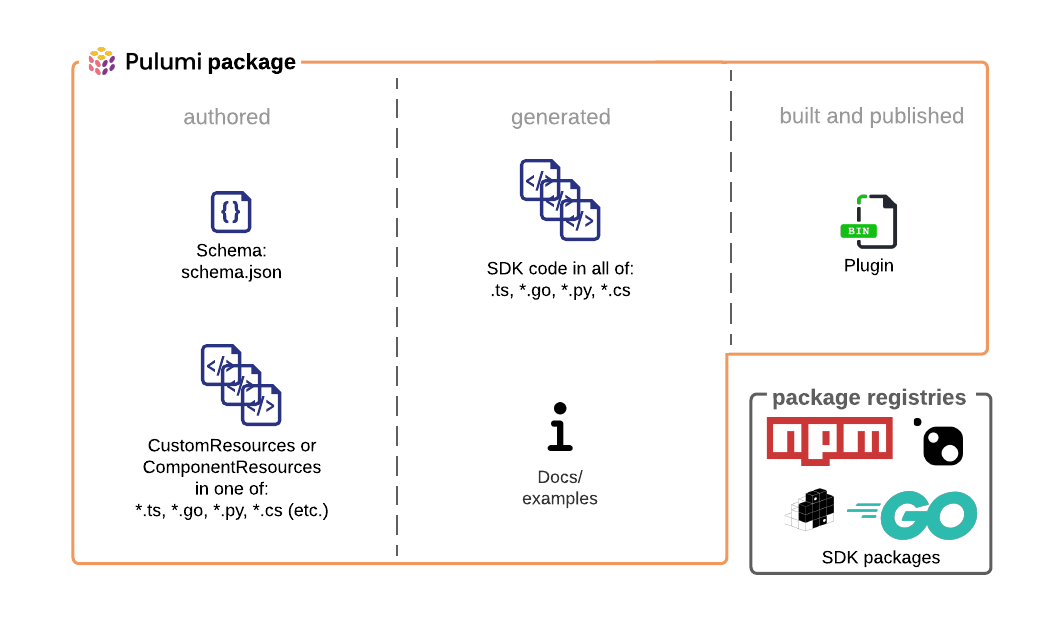 Pulumi package
authored
generated
built and published
{}
Schema:
schema.json
</>
</>
</>
SDK code in all of:
.ts, *.go, *.py, *.cs
BIN
Plugin
</>
</>
</>
CustomResources or
ComponentResources
in one of:
*.ts, *.go, *.py, *.cs (etc.)
i
Docs/
examples
package registries
npm
GO
SDK packages